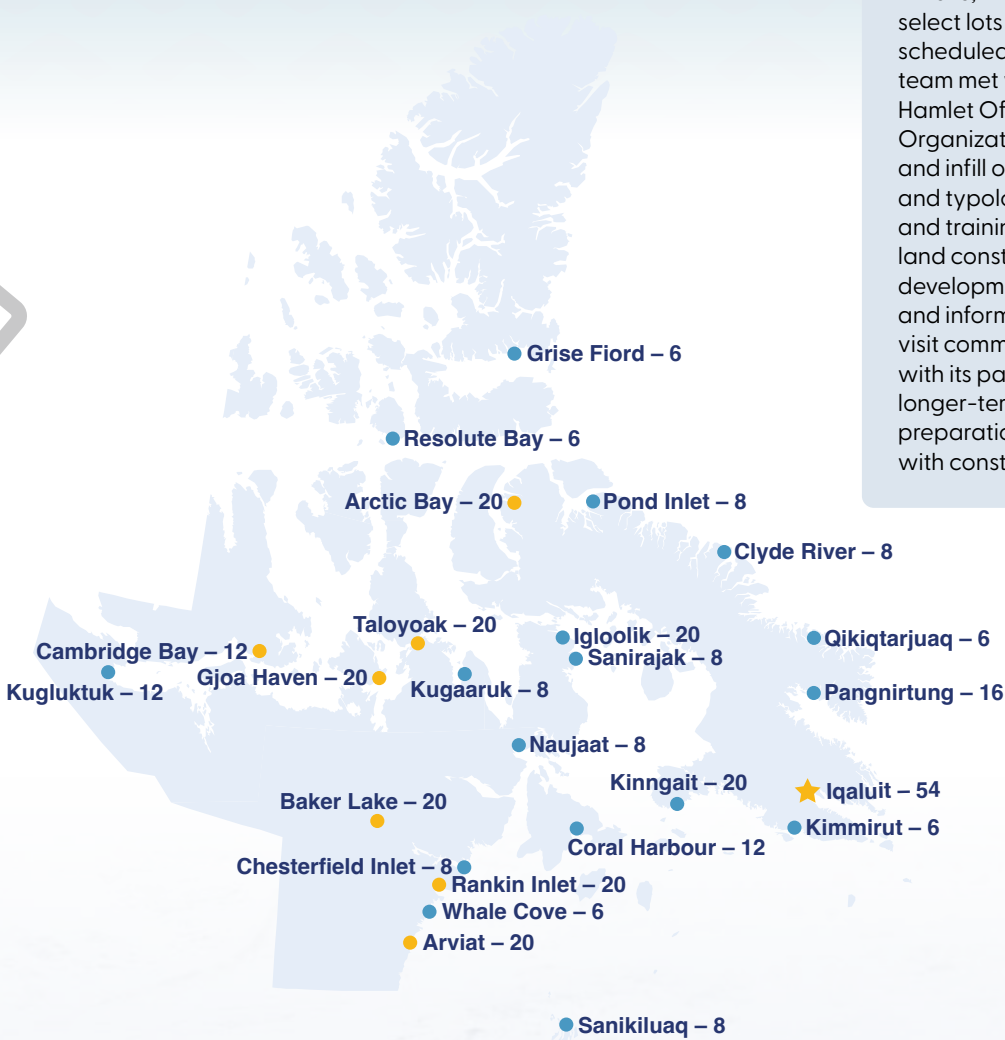 select lots
scheduled
team met
Hamlet Of
Organizat
and infill o
and typolo
and trainin
land const
developm
and inform
visit comm
with its pa
longer-ter
preparatio
with const
Grise Fiord – 6
Resolute Bay – 6
Arctic Bay – 20
Pond Inlet – 8
Clyde River – 8
Taloyoak – 20
Igloolik – 20
Qikiqtarjuaq – 6
Cambridge Bay – 12
Sanirajak – 8
Gjoa Haven – 20
Kugluktuk – 12
Kugaaruk – 8
Pangnirtung – 16
Naujaat – 8
Kinngait – 20
Iqaluit – 54
Baker Lake – 20
Kimmirut – 6
Coral Harbour – 12
Chesterfield Inlet – 8
Rankin Inlet – 20
Whale Cove – 6
Arviat – 20
Sanikiluaq – 8